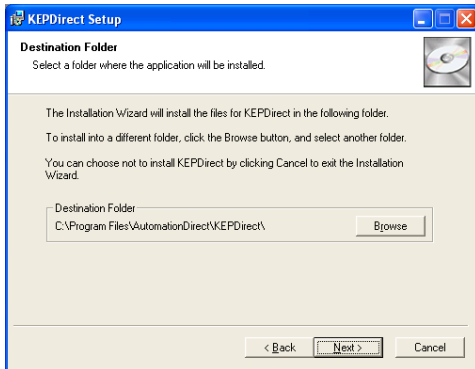 KEPDirect Setup
Destination Folder
Select a folder where the application will be installed.
The Installation Wizard will install the files for KEPDirect in the following folder.
To install into a different folder, click the Browse button, and select another folder.
You can choose not to install KEPDirect by clicking Cancel to exit the Installation
Wizard.
Destination Folder
C:\Program Files\AutomationDirect\KEPDirect\
Browse
< Back
Next >
Cancel